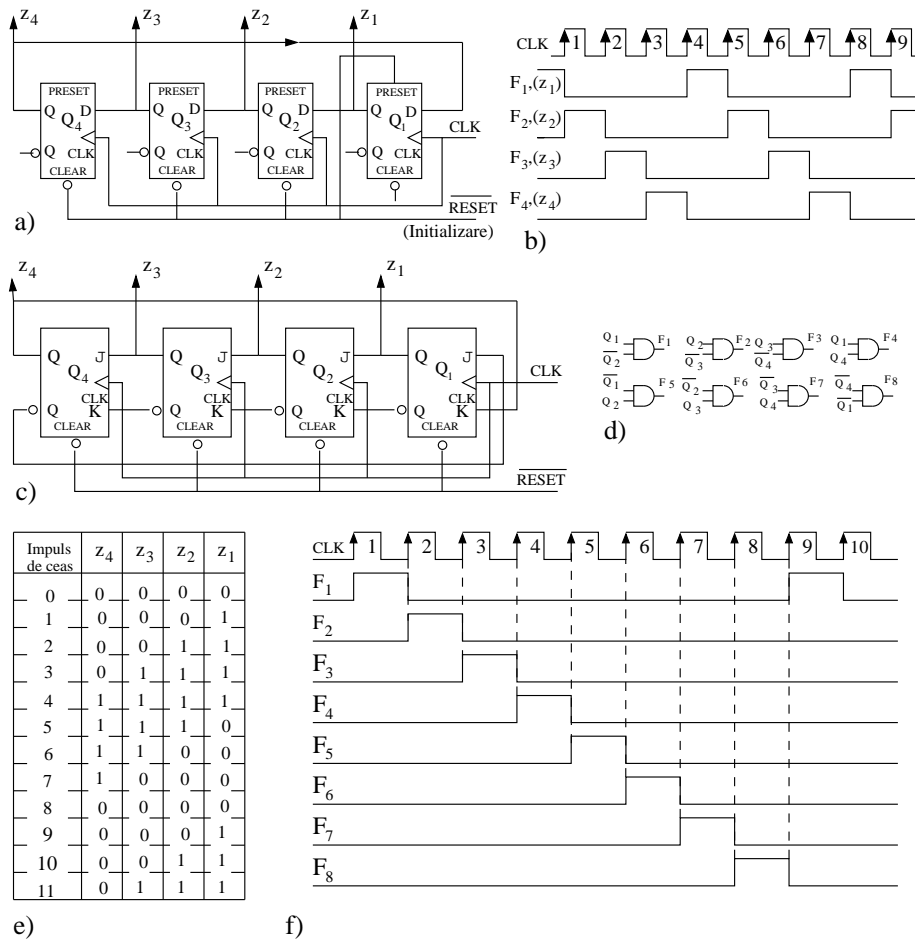 z4 z3 z2 z1
PRESET PRESET PRESET PRESET
Q D Q D Q D Q D
Q4 Q3 Q2 Q1
CLK
Q CLK Q CLK Q CLK Q CLK
CLEAR CLEAR CLEAR CLEAR
RESET
(Initializare)
a)
CLK 1 2 3 4 5 6 7 8 9
F1,(z1)
F2,(z2)
F3,(z3)
F4,(z4)
b)
z4 z3 z2 z1
Q J Q J Q J Q J
Q4 Q3 Q2 Q1
CLK
CLK CLK CLK CLK
Q K Q K Q K Q K
CLEAR CLEAR CLEAR CLEAR
RESET
c)
Q1 F1 Q2 F2 Q3 F3 Q1 F4
Q̅2 Q̅3 Q̅4 Q4
Q̅1 F5 Q̅2 F6 Q̅3 F7 Q̅4 F8
Q2 Q3 Q4 Q̅1
d)
Impuls de ceas z4 z3 z2 z1
0 0 0 0 0
1 0 0 0 1
2 0 0 1 1
3 0 1 1 1
4 1 1 1 1
5 1 1 1 0
6 1 1 0 0
7 1 0 0 0
8 0 0 0 0
9 0 0 0 1
10 0 0 1 1
11 0 1 1 1
e)
CLK 1 2 3 4 5 6 7 8 9 10
F1
F2
F3
F4
F5
F6
F7
F8
f)